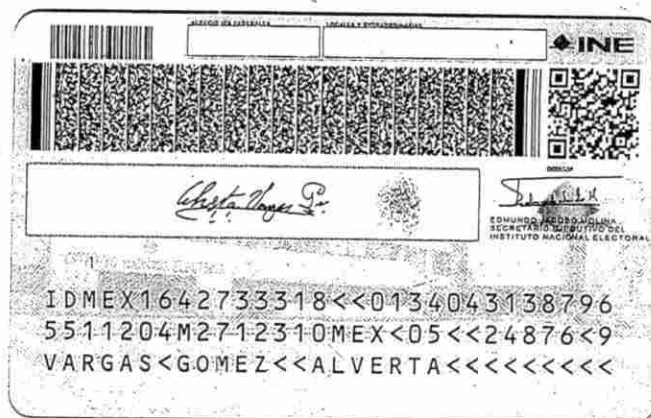 INE
EDMUNDO JACOBO MOLINA
SECRETARIO EJECUTIVO DEL
INSTITUTO NACIONAL ELECTORAL
IDMEX1642733318<<0134043138796
5511204M2712310MEX<05<<24876<9
VARGAS<GOMEZ<<ALVERTA<<<<<<<<<